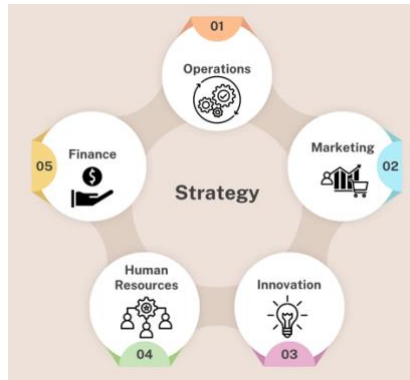 01
Operations
Marketing
02
Innovation
03
Human
Resources
04
Finance
05
Strategy